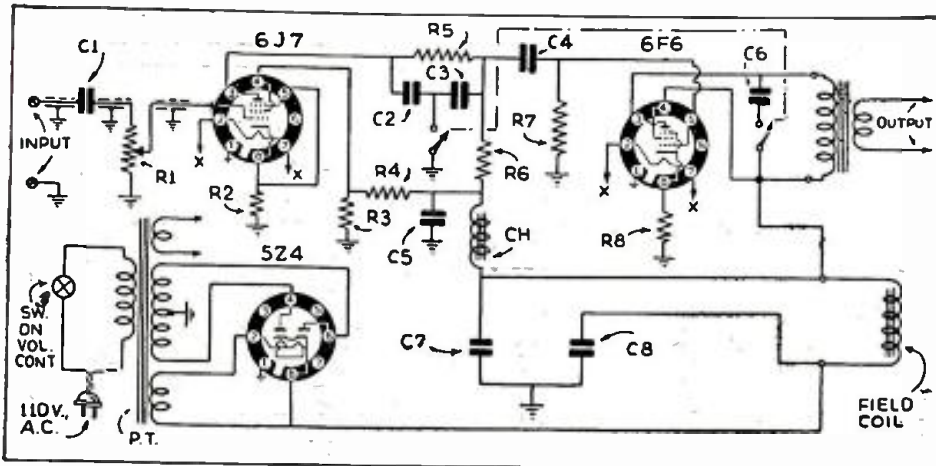 C1
6J7
R5
C3
C4
6F6
C6
C2
R7
INPUT
OUTPUT
R1
X
X
R2
R4
R6
X
X
R3
C5
CH
R8
5Z4
SW.
ON
VOL.
CONT
C7
C8
110V.,
A.C.
P.T.
FIELD
COIL